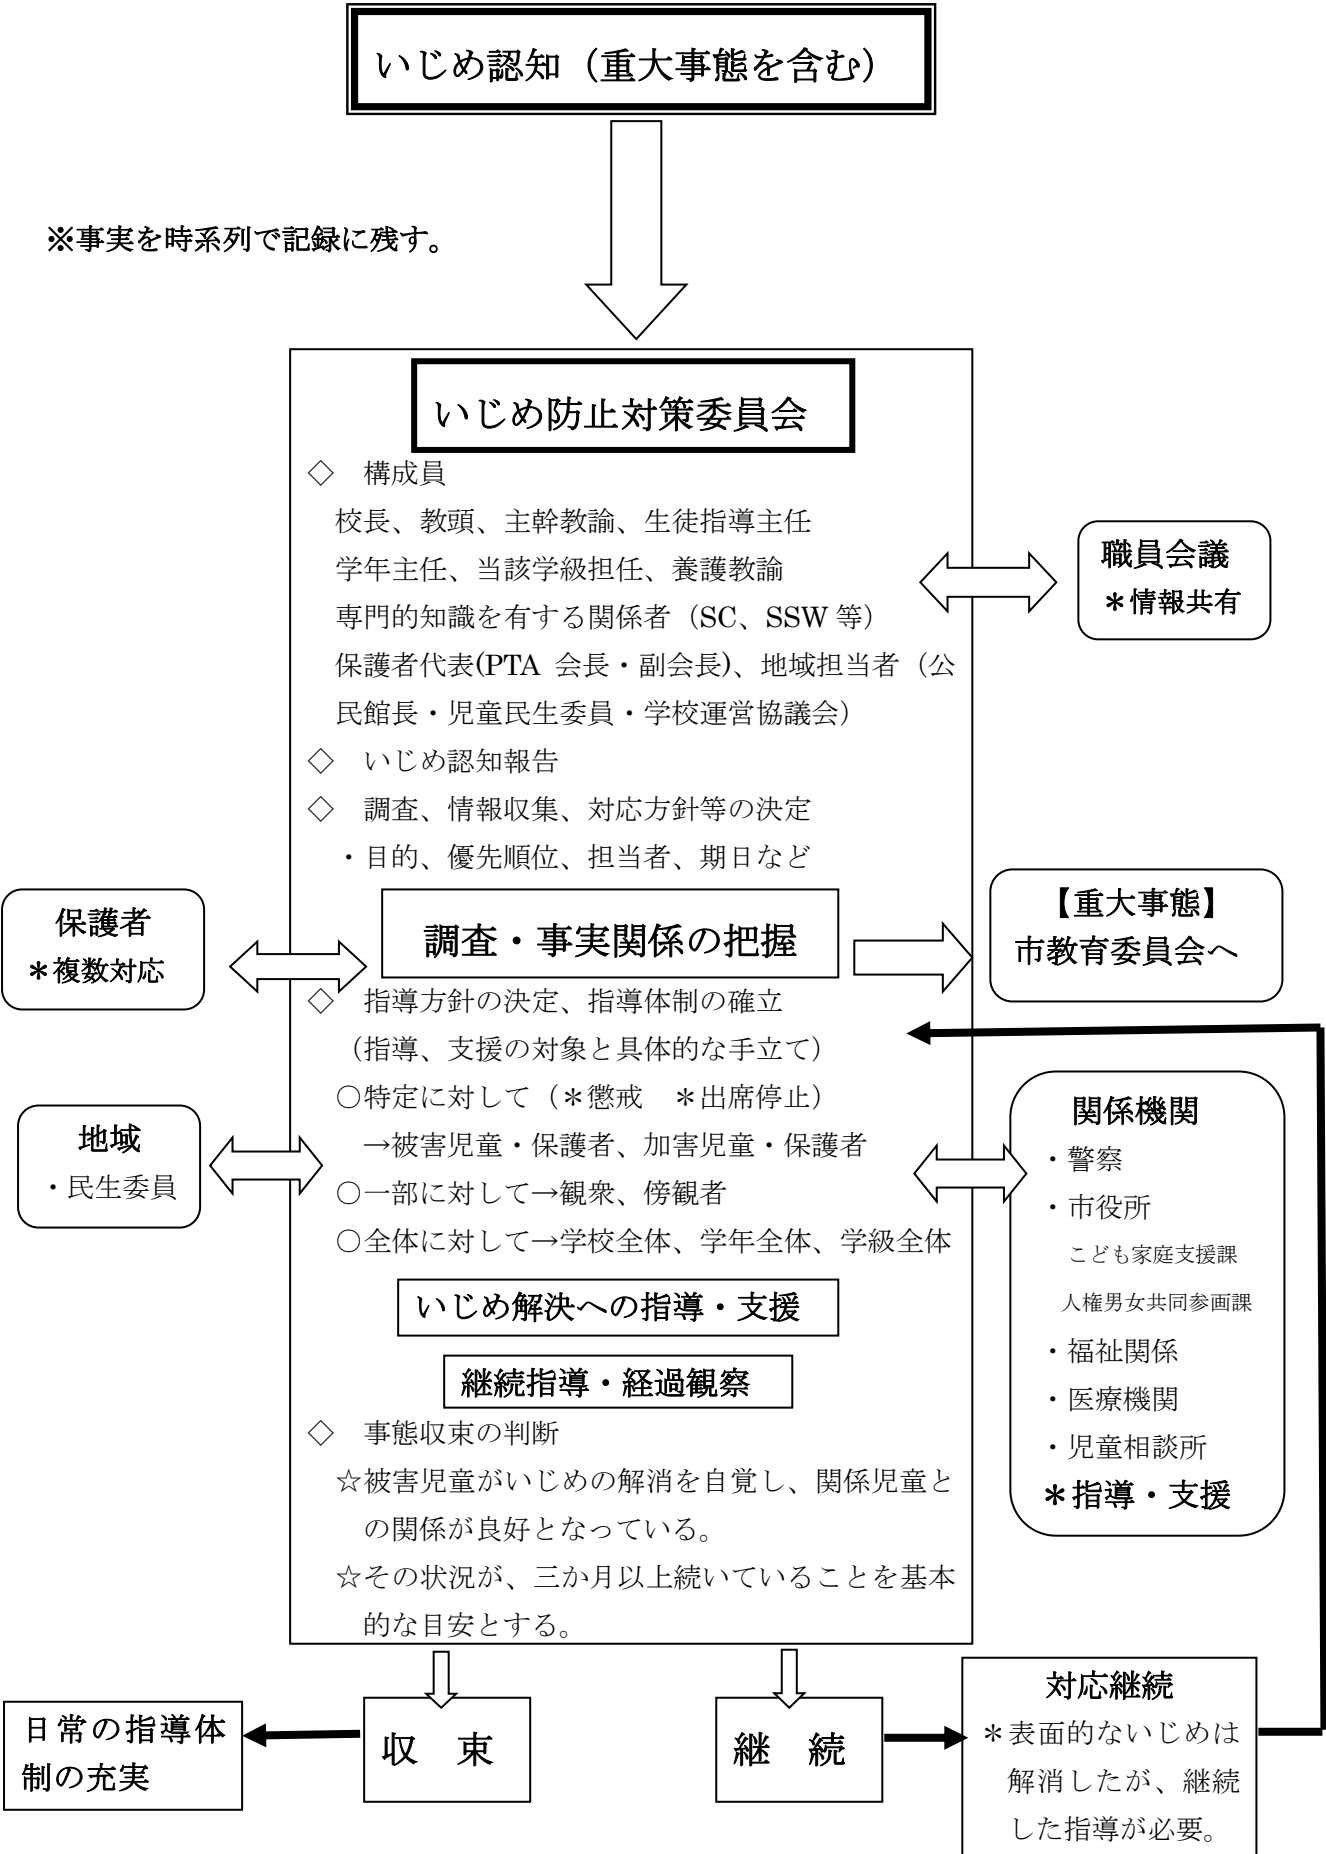 いじめ認知（重大事態を含む）
※事実を時系列で記録に残す。
いじめ防止対策委員会
◇　構成員
校長、教頭、主幹教諭、生徒指導主任
学年主任、当該学級担任、養護教諭
専門的知識を有する関係者（SC、SSW 等）
保護者代表(PTA 会長・副会長)、地域担当者（公
民館長・児童民生委員・学校運営協議会）
◇　いじめ認知報告
◇　調査、情報収集、対応方針等の決定
・目的、優先順位、担当者、期日など
職員会議
＊情報共有
保護者
＊複数対応
調査・事実関係の把握
【重大事態】
市教育委員会へ
◇　指導方針の決定、指導体制の確立
（指導、支援の対象と具体的な手立て）
○特定に対して（＊懲戒　＊出席停止）
→被害児童・保護者、加害児童・保護者
○一部に対して→観衆、傍観者
○全体に対して→学校全体、学年全体、学級全体
地域
・民生委員
関係機関
・警察
・市役所
こども家庭支援課
人権男女共同参画課
・福祉関係
・医療機関
・児童相談所
＊指導・支援
いじめ解決への指導・支援
継続指導・経過観察
◇　事態収束の判断
☆被害児童がいじめの解消を自覚し、関係児童と
の関係が良好となっている。
☆その状況が、三か月以上続いていることを基本
的な目安とする。
日常の指導体
制の充実
収　束
継　続
対応継続
＊表面的ないじめは
解消したが、継続
した指導が必要。